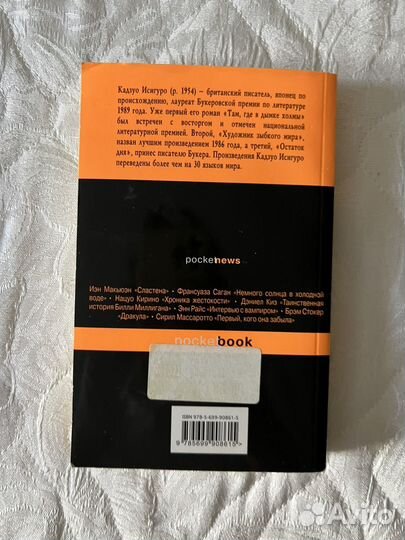 Кадзуо Исигуро (р. 1954) – британский писатель, японец по
происхождению, лауреат Букеровской премии по литературе
1989 года. Уже первый его роман «Там, где в дымке холмы»
был встречен с восторгом и отмечен национальной
литературной премией. Второй, «Художник зыбкого мира»,
назван лучшим произведением 1986 года, а третий, «Остаток
дня», принес писателю Букера. Произведения Кадзуо Исигуро
переведены более чем на 30 языков мира.
pocketnews
Иэн Макьюэн «Сластена» • Франсуаза Саган «Немного солнца в холодной
воде» • Нацуо Кирино «Хроника жестокости» • Дэниел Киз «Таинственная
история Билли Миллигана» • Энн Райс «Интервью с вампиром» • Брэм Стокер
«Дракула» • Сирил Массаротто «Первый, кого она забыла»
pocketbook
ISBN 978-5-699-90861-5
9 785699 908615 >
Avito